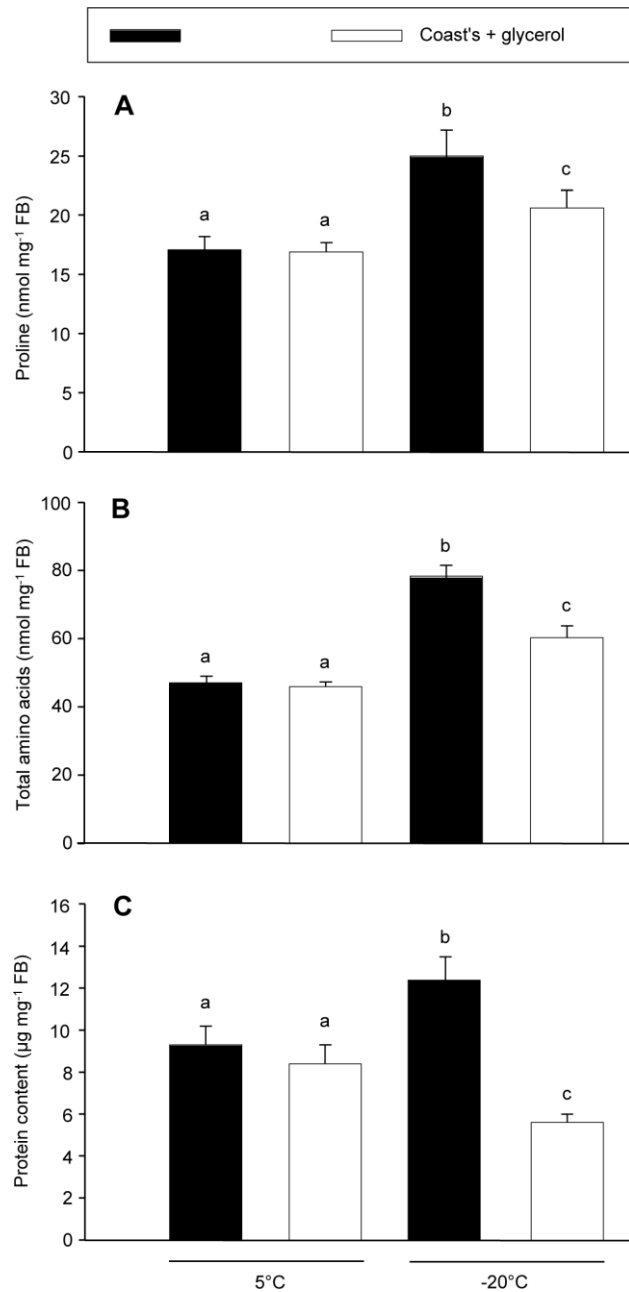 Coast's + glycerol
A
30
25
20
15
10
5
0
Proline (nmol mg⁻¹ FB)
a
a
b
c
B
100
80
60
40
20
0
Total amino acids (nmol mg⁻¹ FB)
a
a
b
c
C
16
14
12
10
8
6
4
2
0
Protein content (µg mg⁻¹ FB)
a
a
b
c
5°C -20°C